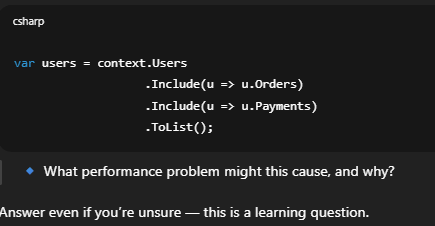 csharp
var users = context.Users
.Include(u => u.Orders)
.Include(u => u.Payments)
.ToList();
What performance problem might this cause, and why?
Answer even if you're unsure — this is a learning question.